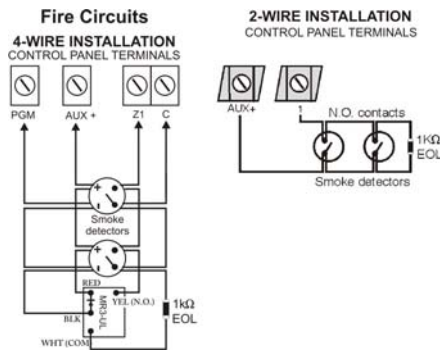 Fire Circuits
4-WIRE INSTALLATION
CONTROL PANEL TERMINALS
PGM AUX + Z1 C
+
-
Smoke
detectors
+
-
RED
MR3-UL
YEL (N.O.)
BLK
WHT (COM
1kΩ
EOL
2-WIRE INSTALLATION
CONTROL PANEL TERMINALS
AUX+ 1
N.O. contacts
1KΩ
EOL
Smoke detectors